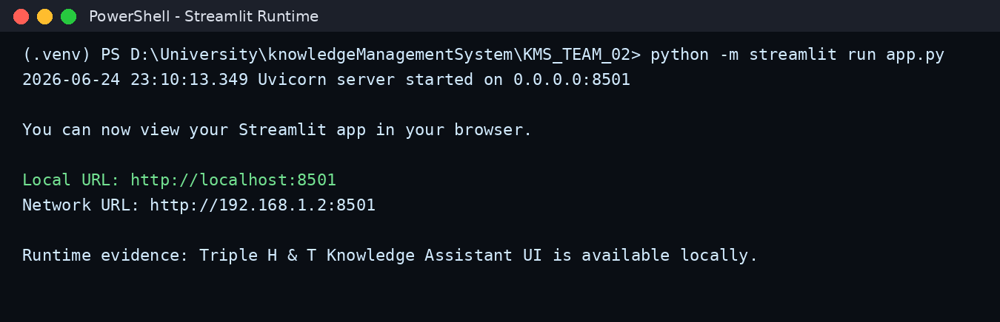 PowerShell - Streamlit Runtime
(.venv) PS D:\University\knowledgeManagementSystem\KMS_TEAM_02> python -m streamlit run app.py
2026-06-24 23:10:13.349 Uvicorn server started on 0.0.0.0:8501
You can now view your Streamlit app in your browser.
Local URL: http://localhost:8501
Network URL: http://192.168.1.2:8501
Runtime evidence: Triple H & T Knowledge Assistant UI is available locally.